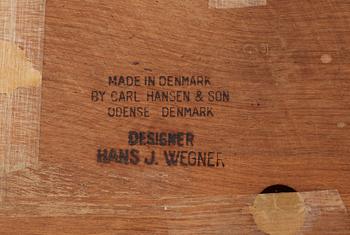 MADE IN DENMARK
BY CARL HANSEN & SON
ODENSE DENMARK
DESIGNER
HANS J. WEGNER